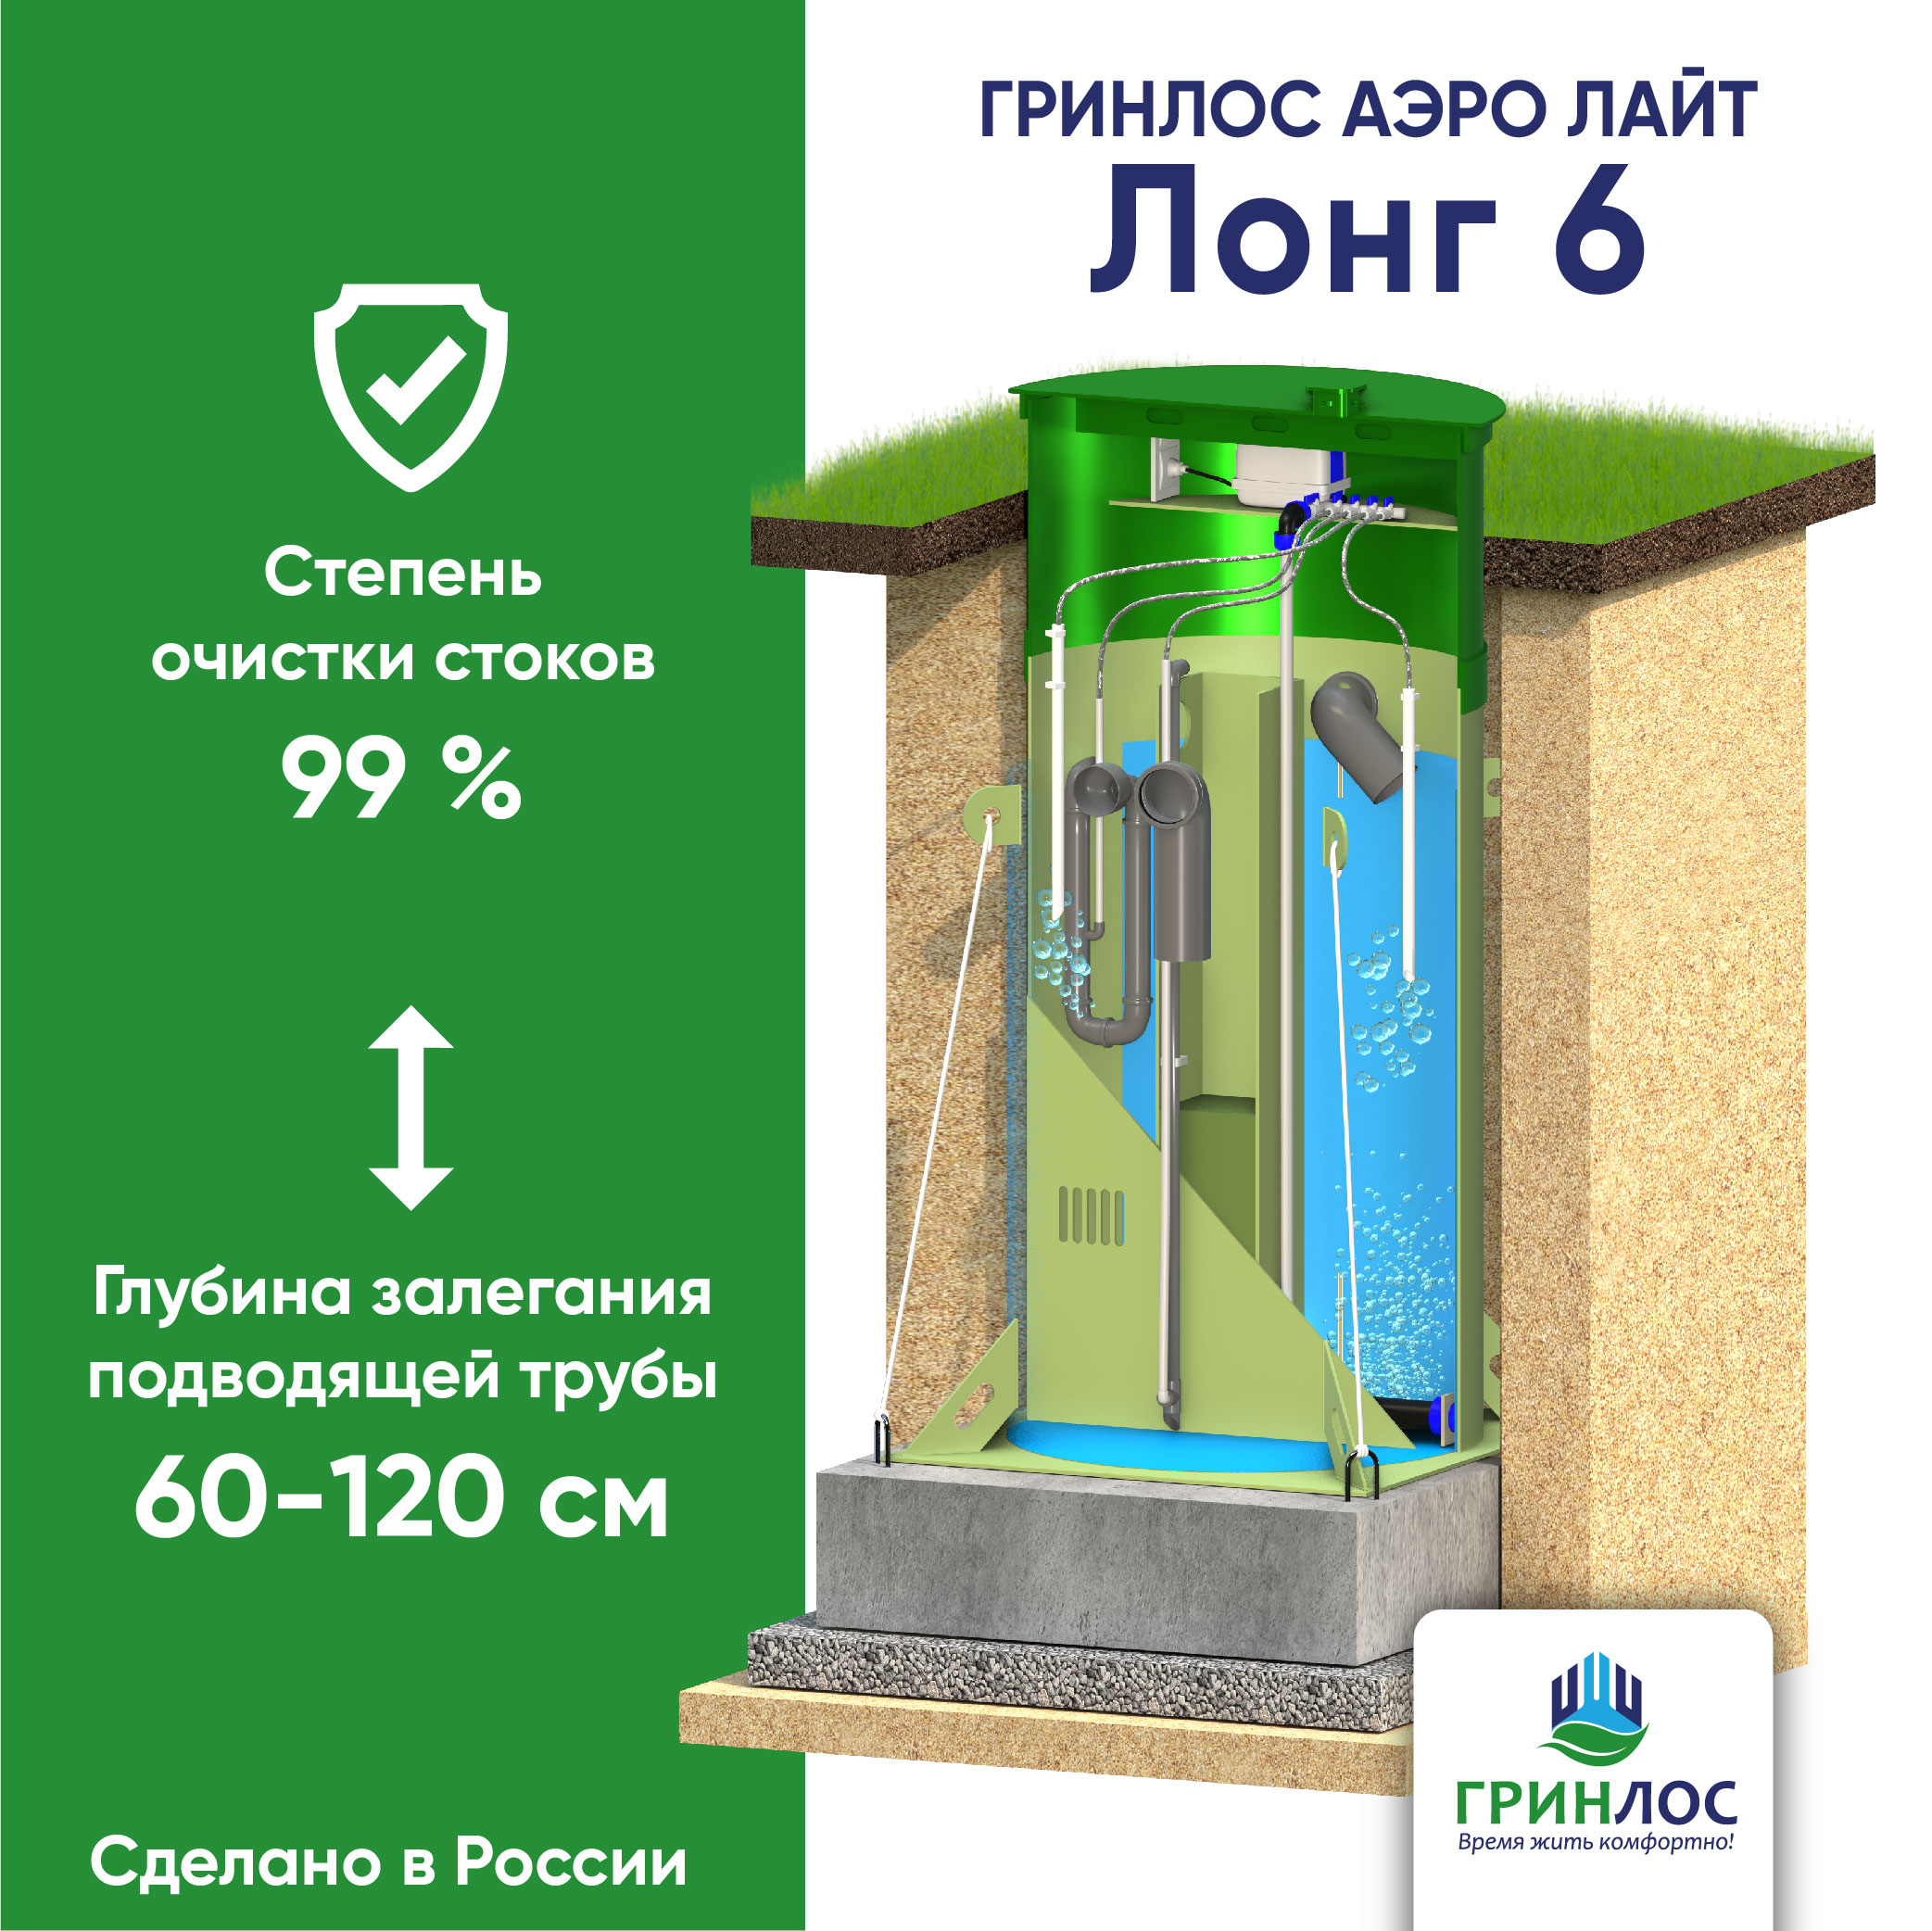 ГРИНЛОС АЭРО ЛАЙТ
Лонг 6
Степень
очистки стоков
99 %
Глубина залегания
подводящей трубы
60-120 см
Сделано в России
ГРИНЛОС
Время жить комфортно!